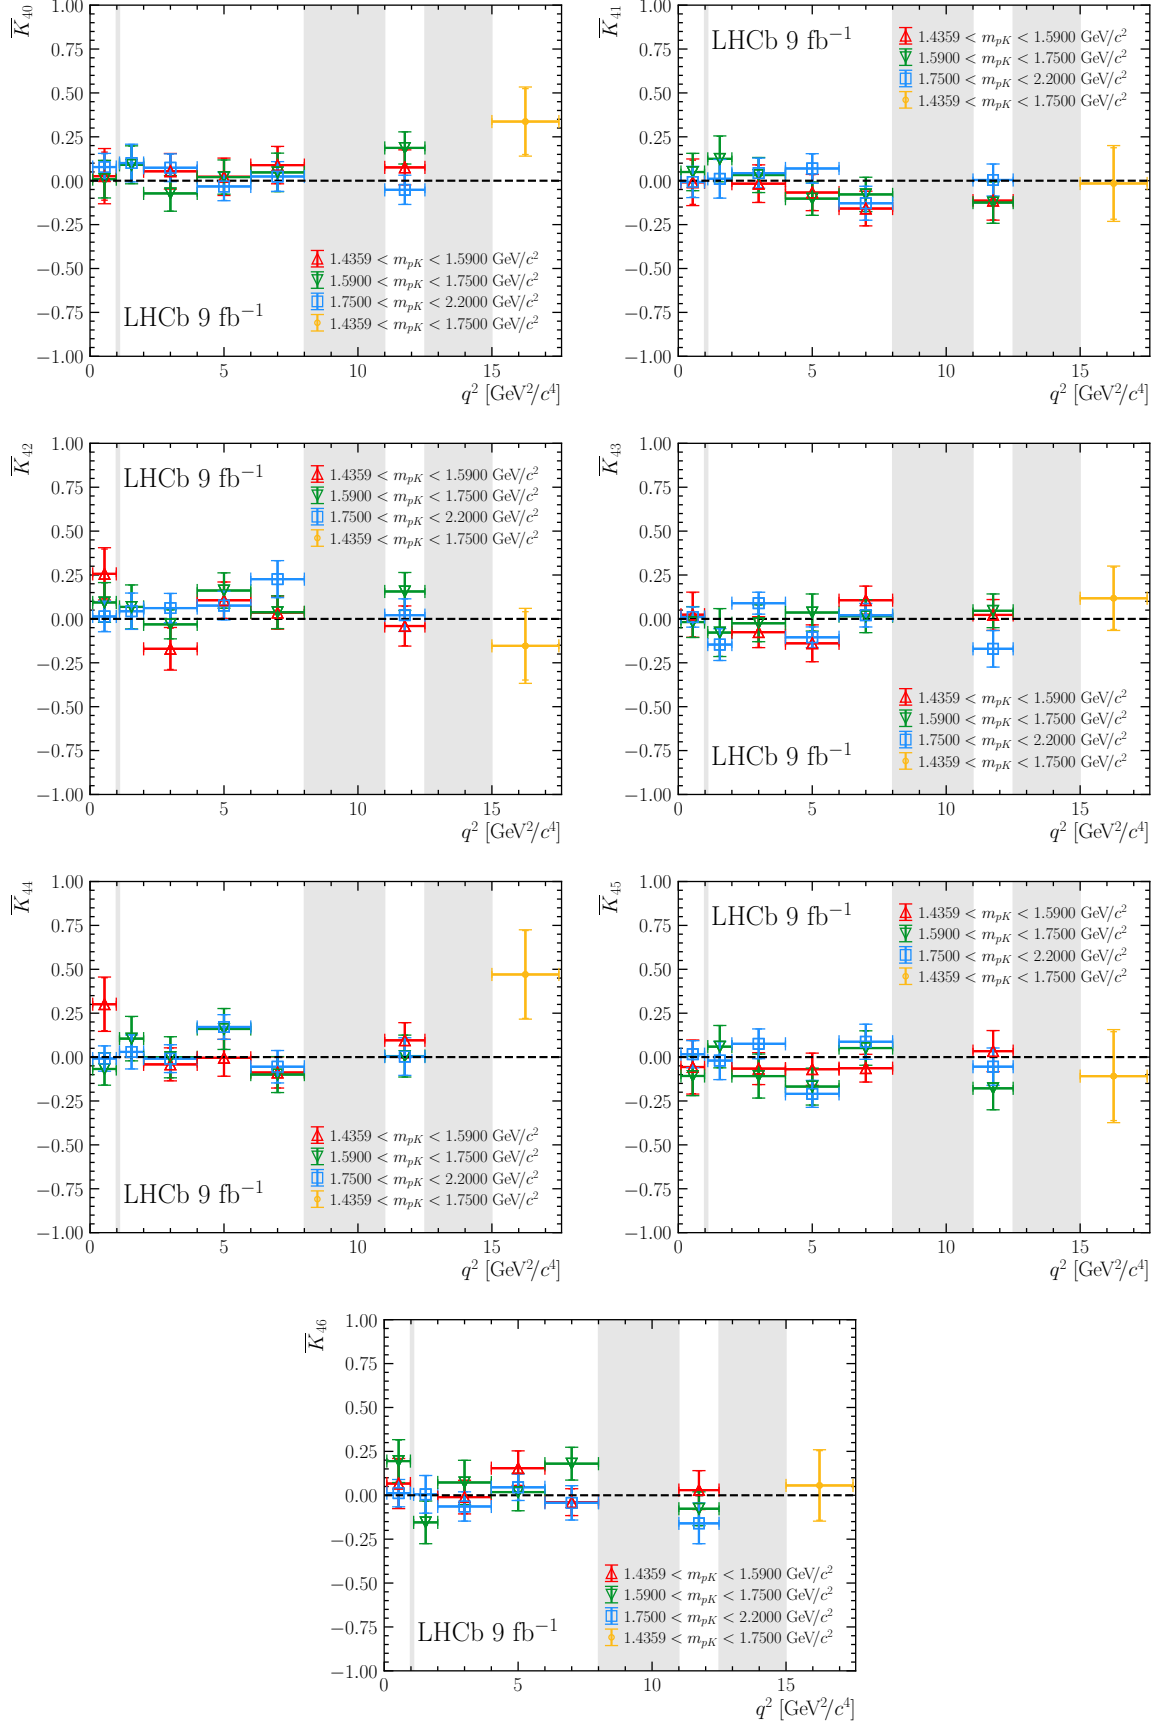 K̅₄₀
1.00
0.75
0.50
0.25
0.00
−0.25
−0.50
−0.75
−1.00
1.4359 < m_pK < 1.5900 GeV/c²
1.5900 < m_pK < 1.7500 GeV/c²
1.7500 < m_pK < 2.2000 GeV/c²
1.4359 < m_pK < 1.7500 GeV/c²
LHCb 9 fb⁻¹
0 5 10 15
q² [GeV²/c⁴]
K̅₄₁
1.00
0.75
0.50
0.25
0.00
−0.25
−0.50
−0.75
−1.00
LHCb 9 fb⁻¹
1.4359 < m_pK < 1.5900 GeV/c²
1.5900 < m_pK < 1.7500 GeV/c²
1.7500 < m_pK < 2.2000 GeV/c²
1.4359 < m_pK < 1.7500 GeV/c²
0 5 10 15
q² [GeV²/c⁴]
K̅₄₂
1.00
0.75
0.50
0.25
0.00
−0.25
−0.50
−0.75
−1.00
LHCb 9 fb⁻¹
1.4359 < m_pK < 1.5900 GeV/c²
1.5900 < m_pK < 1.7500 GeV/c²
1.7500 < m_pK < 2.2000 GeV/c²
1.4359 < m_pK < 1.7500 GeV/c²
0 5 10 15
q² [GeV²/c⁴]
K̅₄₃
1.00
0.75
0.50
0.25
0.00
−0.25
−0.50
−0.75
−1.00
1.4359 < m_pK < 1.5900 GeV/c²
1.5900 < m_pK < 1.7500 GeV/c²
1.7500 < m_pK < 2.2000 GeV/c²
1.4359 < m_pK < 1.7500 GeV/c²
LHCb 9 fb⁻¹
0 5 10 15
q² [GeV²/c⁴]
K̅₄₄
1.00
0.75
0.50
0.25
0.00
−0.25
−0.50
−0.75
−1.00
1.4359 < m_pK < 1.5900 GeV/c²
1.5900 < m_pK < 1.7500 GeV/c²
1.7500 < m_pK < 2.2000 GeV/c²
1.4359 < m_pK < 1.7500 GeV/c²
LHCb 9 fb⁻¹
0 5 10 15
q² [GeV²/c⁴]
K̅₄₅
1.00
0.75
0.50
0.25
0.00
−0.25
−0.50
−0.75
−1.00
LHCb 9 fb⁻¹
1.4359 < m_pK < 1.5900 GeV/c²
1.5900 < m_pK < 1.7500 GeV/c²
1.7500 < m_pK < 2.2000 GeV/c²
1.4359 < m_pK < 1.7500 GeV/c²
0 5 10 15
q² [GeV²/c⁴]
K̅₄₆
1.00
0.75
0.50
0.25
0.00
−0.25
−0.50
−0.75
−1.00
1.4359 < m_pK < 1.5900 GeV/c²
1.5900 < m_pK < 1.7500 GeV/c²
1.7500 < m_pK < 2.2000 GeV/c²
1.4359 < m_pK < 1.7500 GeV/c²
LHCb 9 fb⁻¹
0 5 10 15
q² [GeV²/c⁴]